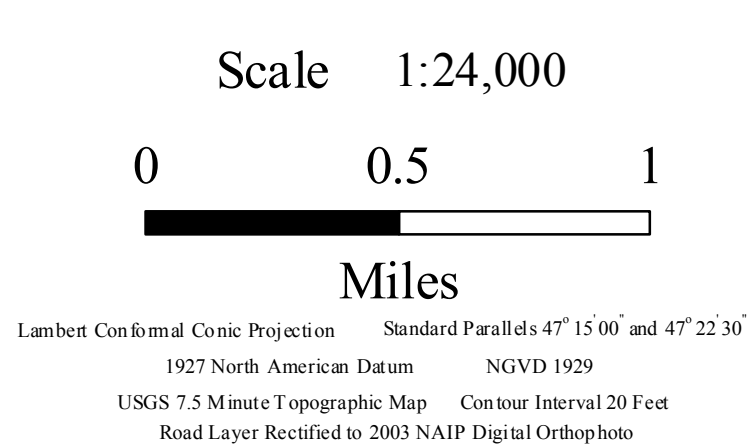 Scale 1:24,000
0 0.5 1
Miles
Lambert Conformal Conic Projection Standard Parallels 47° 15' 00" and 47° 22' 30"
1927 North American Datum NGVD 1929
USGS 7.5 Minute Topographic Map Contour Interval 20 Feet
Road Layer Rectified to 2003 NAIP Digital Orthophoto